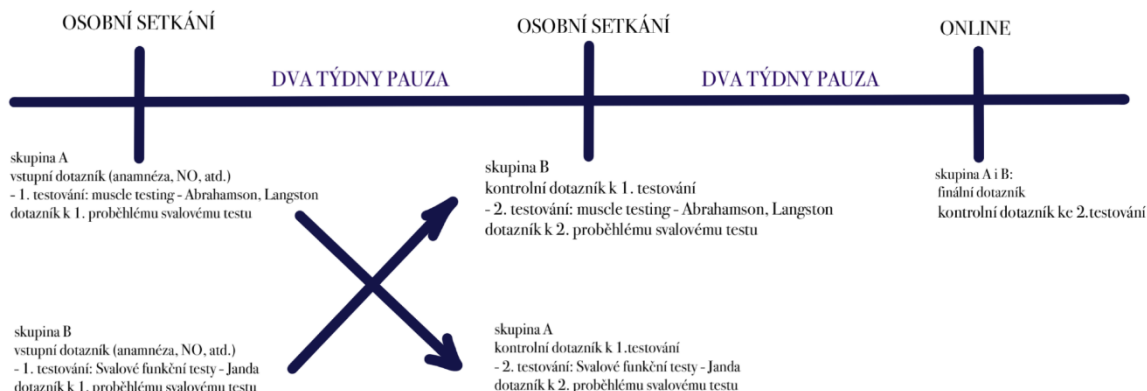 OSOBNÍ SETKÁNÍ
OSOBNÍ SETKÁNÍ
ONLINE
DVA TÝDNY PAUZA
DVA TÝDNY PAUZA
skupina A
vstupní dotazník (anamnéza, NO, atd.)
- 1. testování: muscle testing - Abrahamson, Langston
dotazník k 1. proběhlému svalovému testu
skupina B
kontrolní dotazník k 1. testování
- 2. testování: muscle testing - Abrahamson, Langston
dotazník k 2. proběhlému svalovému testu
skupina A i B:
finální dotazník
kontrolní dotazník ke 2.testování
skupina B
vstupní dotazník (anamnéza, NO, atd.)
- 1. testování: Svalové funkční testy - Janda
dotazník k 1. proběhlému svalovému testu
skupina A
kontrolní dotazník k 1.testování
- 2. testování: Svalové funkční testy - Janda
dotazník k 2. proběhlému svalovému testu